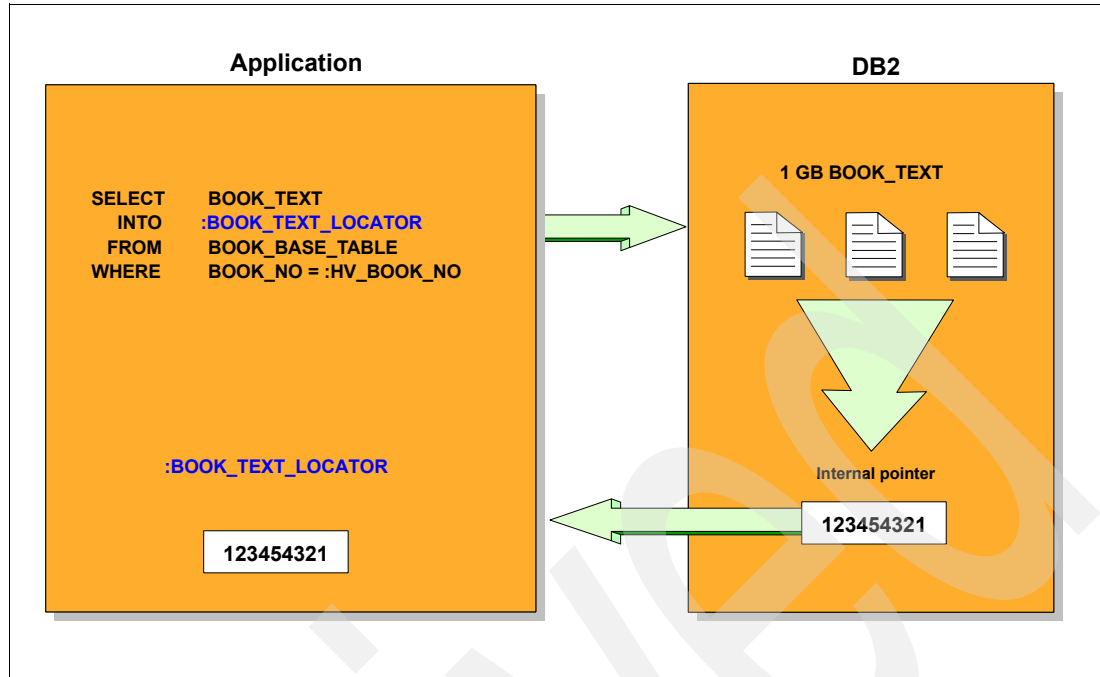 Application
SELECT BOOK_TEXT
INTO :BOOK_TEXT_LOCATOR
FROM BOOK_BASE_TABLE
WHERE BOOK_NO = :HV_BOOK_NO
:BOOK_TEXT_LOCATOR
123454321
DB2
1 GB BOOK_TEXT
Internal pointer
123454321